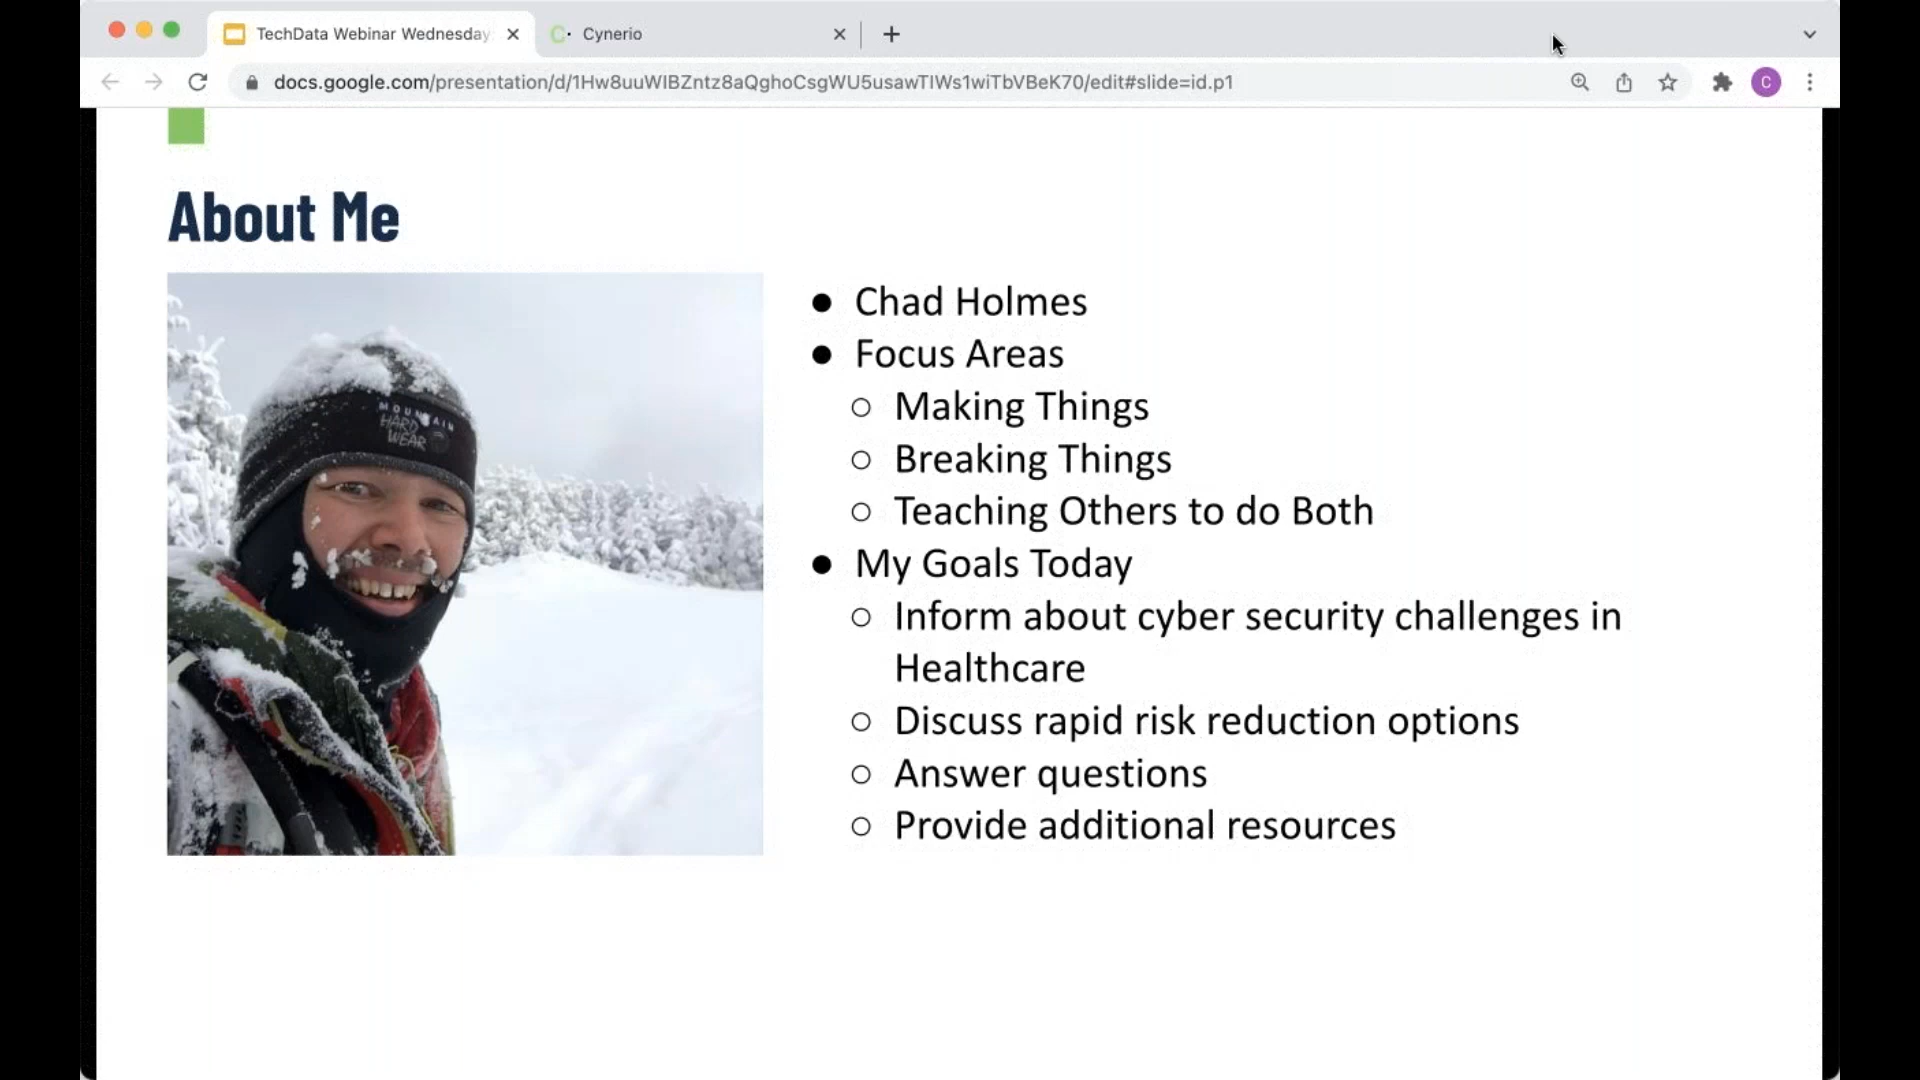 TechData Webinar Wednesday
Cynerio
docs.google.com/presentation/d/1Hw8uuWIBZntz8aQghoCsgWU5usawTIWs1wiTbVBeK70/edit#slide=id.p1
C
About Me
MOUNTAIN
HARD
WEAR
● Chad Holmes
● Focus Areas
○ Making Things
○ Breaking Things
○ Teaching Others to do Both
● My Goals Today
○ Inform about cyber security challenges in
Healthcare
○ Discuss rapid risk reduction options
○ Answer questions
○ Provide additional resources